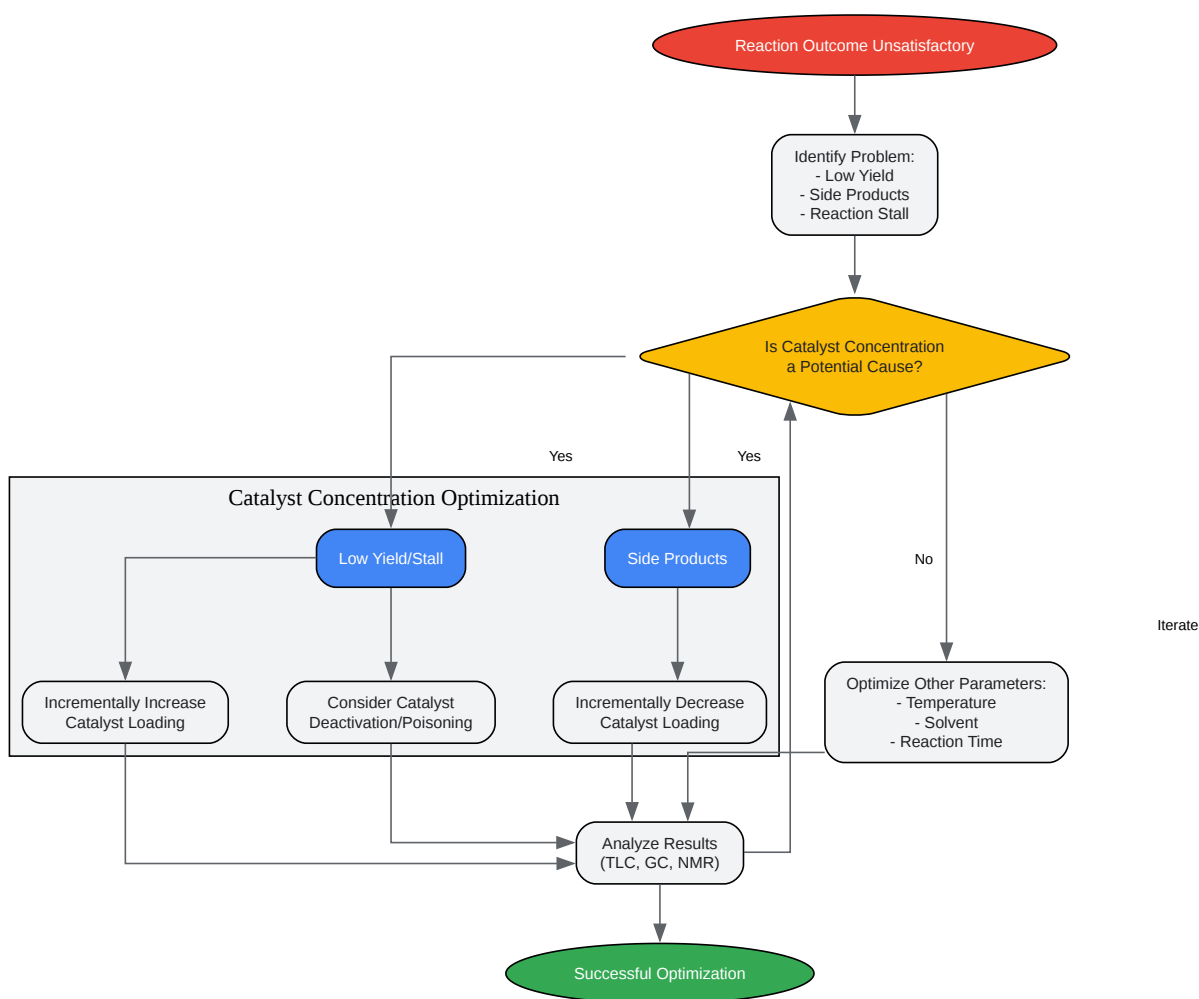 Reaction Outcome Unsatisfactory
Identify Problem:
- Low Yield
- Side Products
- Reaction Stall
Is Catalyst Concentration
a Potential Cause?
Yes
Yes
Catalyst Concentration Optimization
Low Yield/Stall
Side Products
No
Iterate
Incrementally Increase
Catalyst Loading
Consider Catalyst
Deactivation/Poisoning
Incrementally Decrease
Catalyst Loading
Optimize Other Parameters:
- Temperature
- Solvent
- Reaction Time
Analyze Results
(TLC, GC, NMR)
Successful Optimization